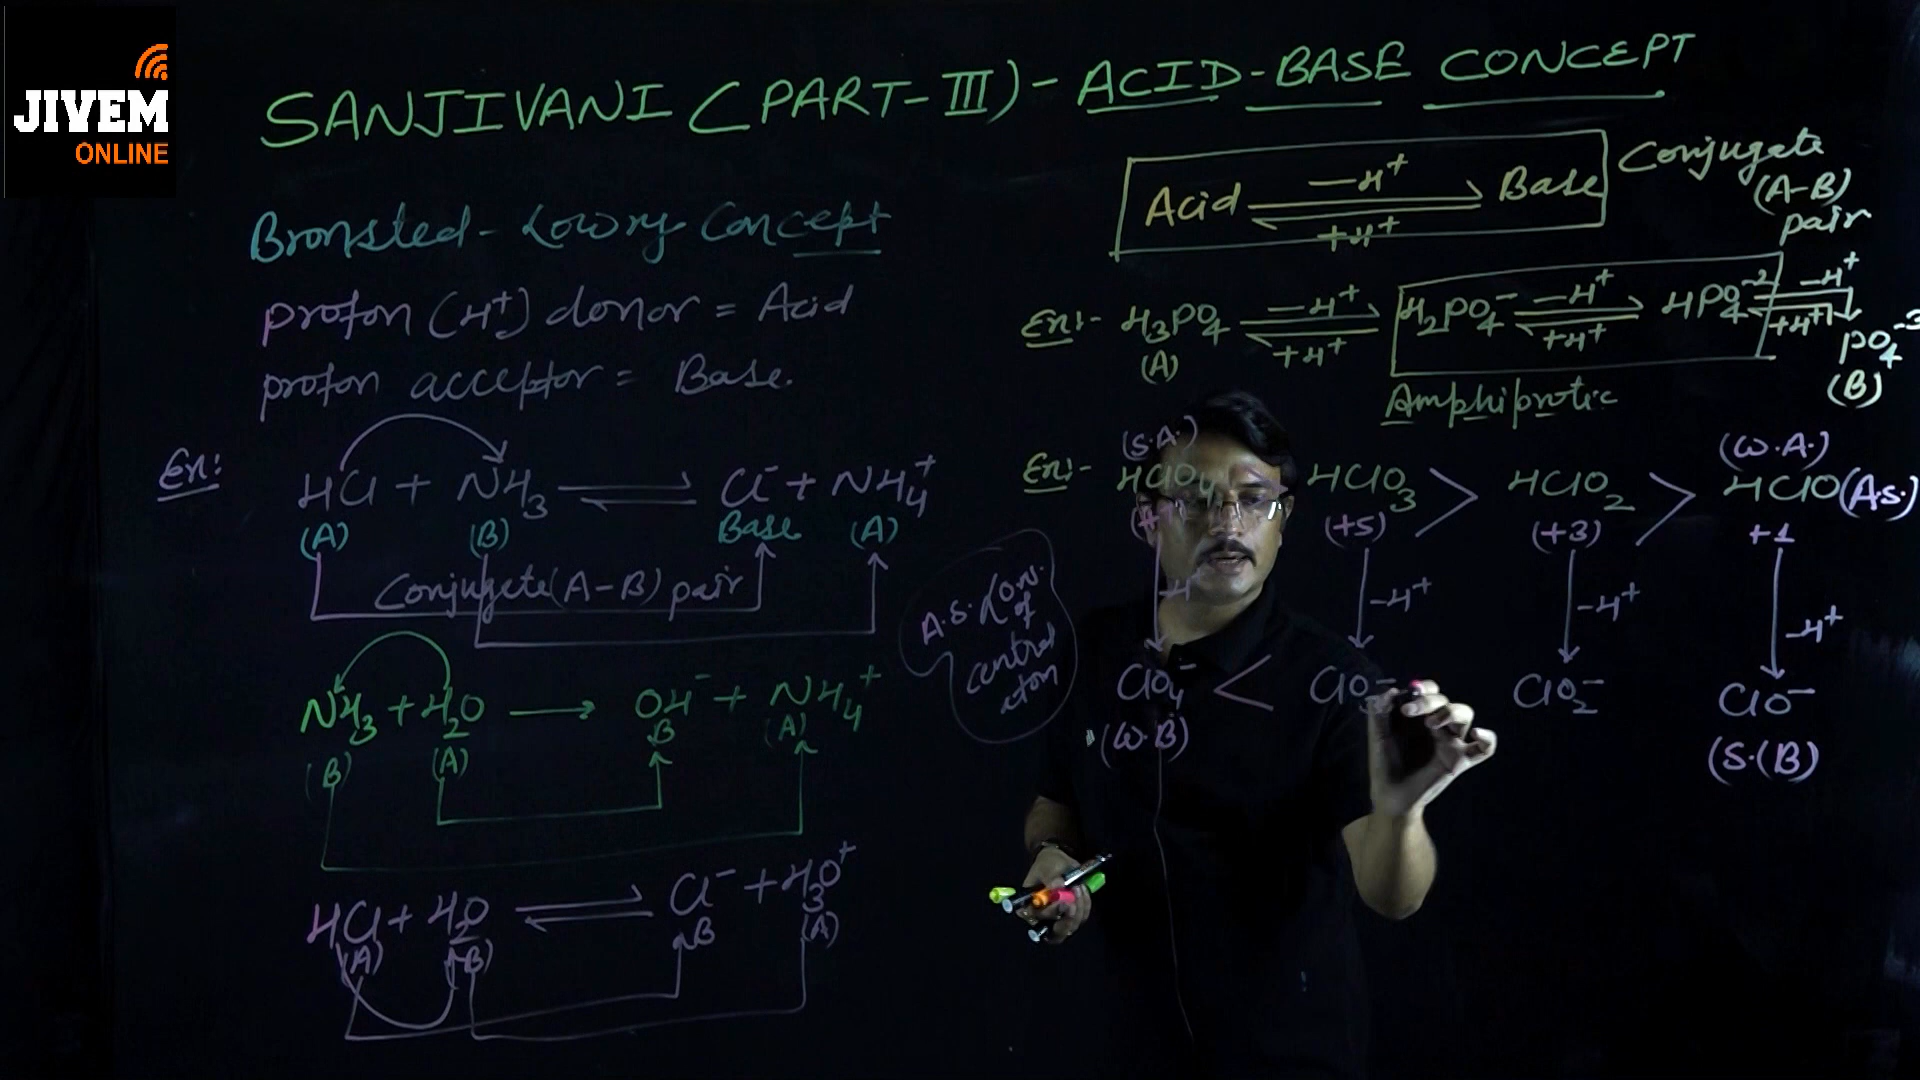 JIVEM
ONLINE
SANJIVANI (PART-III) - ACID-BASE CONCEPT
Bronsted-Lowry Concept
proton (H⁺) donor = Acid
proton acceptor = Base.
Ex:
HCl + NH₃ ⇌ Cl⁻ + NH₄⁺
(A) (B) Base (A)
Conjugate (A-B) pair
NH₃ + H₂O → OH⁻ + NH₄⁺
(B) (A) B (A)
HCl + H₂O ⇌ Cl⁻ + H₃O⁺
(A) (B) B (A)
Conjugate
(A-B)
pair
-H⁺
Acid ⇌ Base
+H⁺
-H⁺ -H⁺ -H⁺
Ex:- H₃PO₄ ⇌ H₂PO₄⁻ ⇌ HPO₄⁻² ⇌ PO₄⁻³
+H⁺ +H⁺ +H⁺
(A) (B)
Amphiprotic
(S.A.) (W.A.)
Ex:- HClO₄ > HClO₃ > HClO₂ > HClO (A.S.)
(+5) (+3) +1
-H⁺ -H⁺ -H⁺
ClO₄⁻ < ClO₃⁻ ClO₂⁻ ClO⁻
(W.B) (S.(B)
A.S. ∝ O.N.
of
central
atom